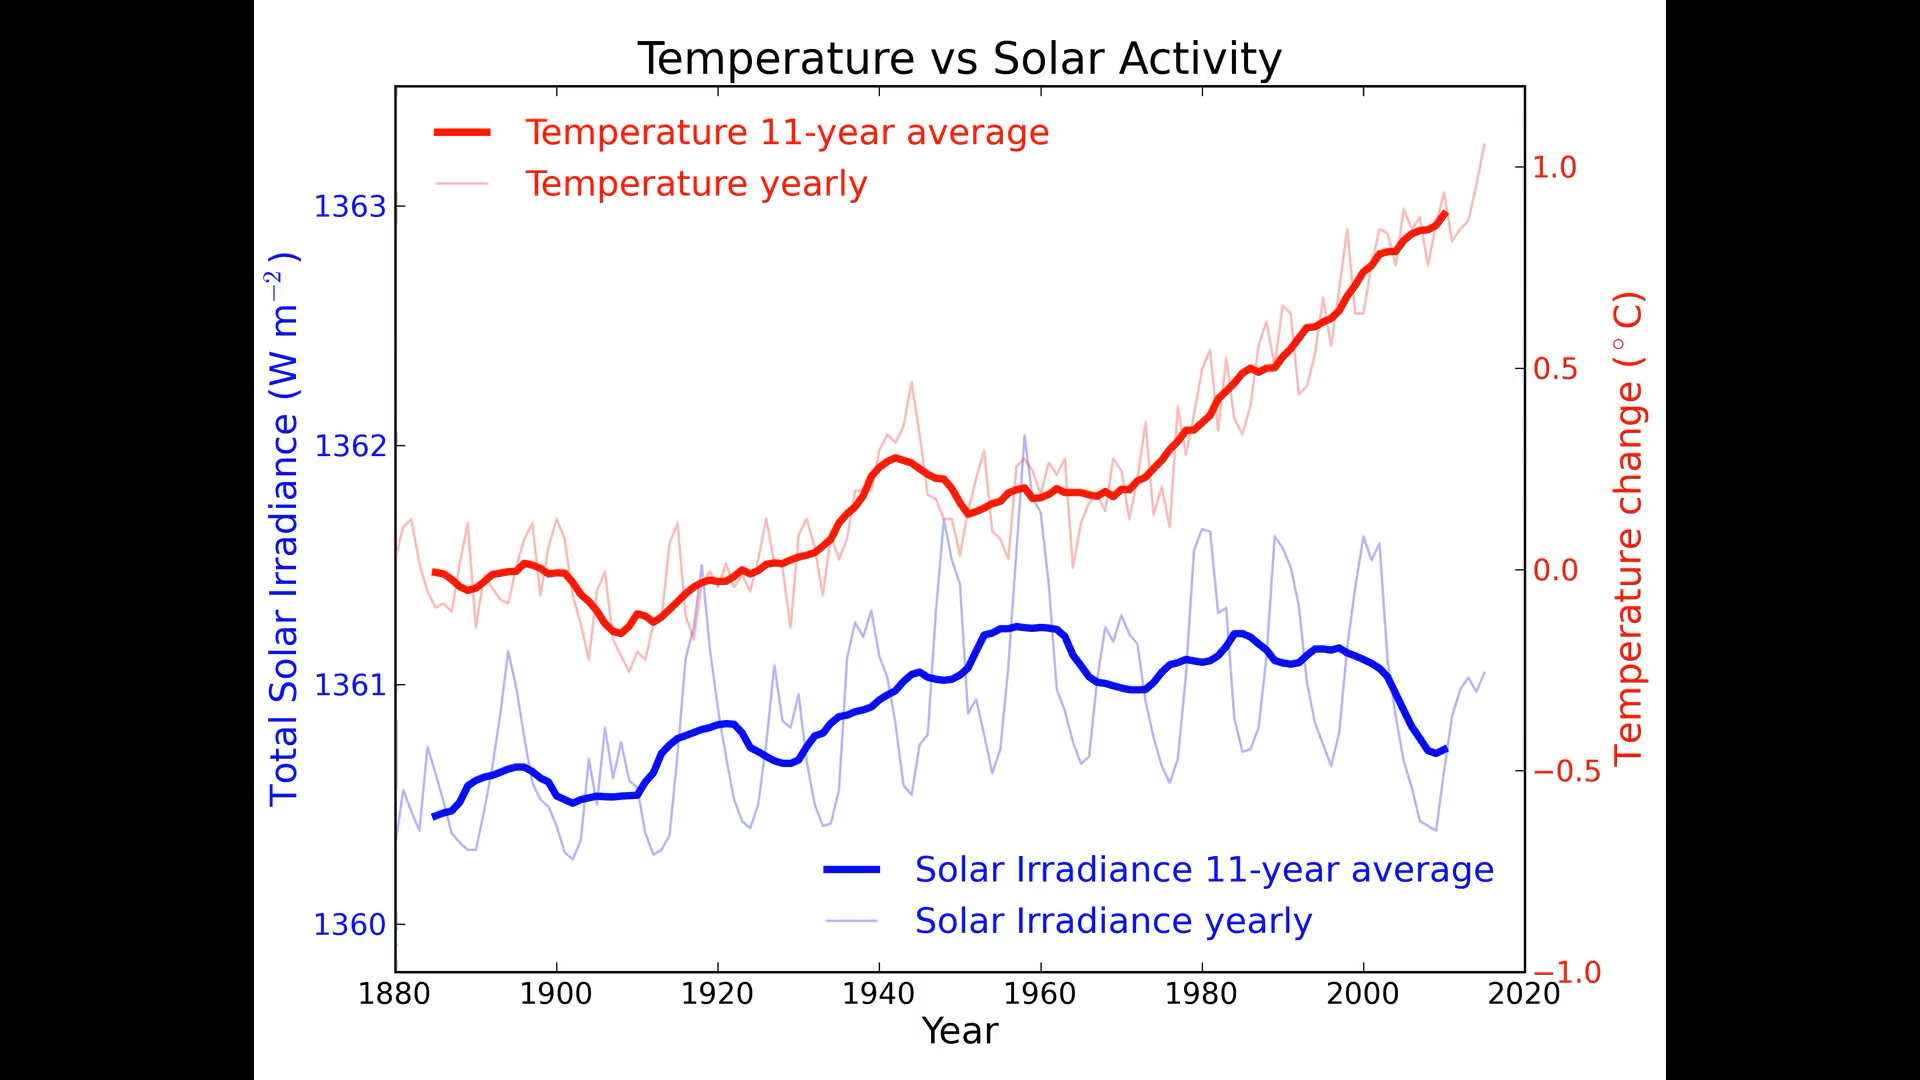 Temperature vs Solar Activity
Temperature 11-year average
Temperature yearly
1363
1362
1361
1360
Total Solar Irradiance (W m⁻²)
1.0
0.5
0.0
−0.5
−1.0
Temperature change (°C)
Solar Irradiance 11-year average
Solar Irradiance yearly
1880 1900 1920 1940 1960 1980 2000 2020
Year